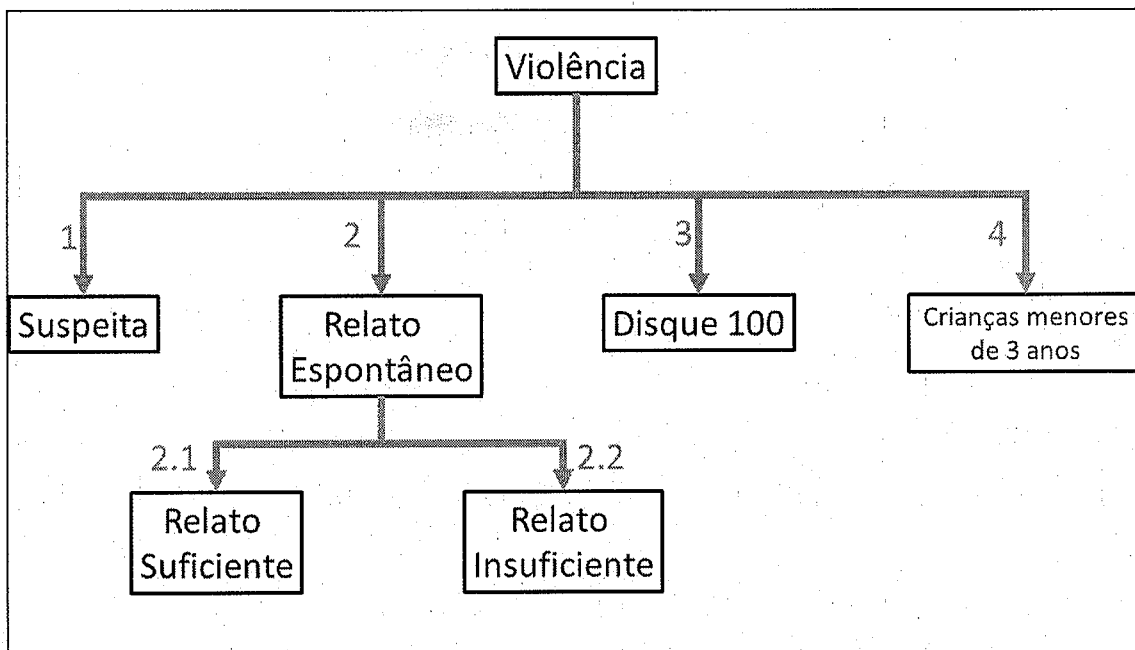 Violência
1
2
3
4
Suspeita
Relato
Espontâneo
Disque 100
Crianças menores
de 3 anos
2.1
2.2
Relato
Suficiente
Relato
Insuficiente